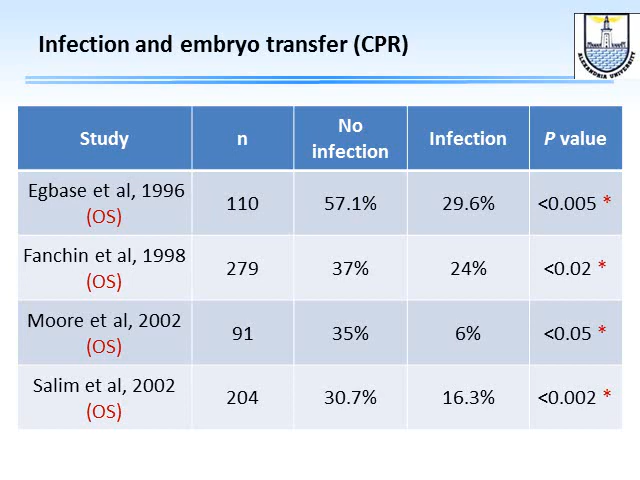 Infection and embryo transfer (CPR)
ALEXANDRIA UNIVERSITY
Study n No infection Infection P value
Egbase et al, 1996 (OS) 110 57.1% 29.6% <0.005 *
Fanchin et al, 1998 (OS) 279 37% 24% <0.02 *
Moore et al, 2002 (OS) 91 35% 6% <0.05 *
Salim et al, 2002 (OS) 204 30.7% 16.3% <0.002 *